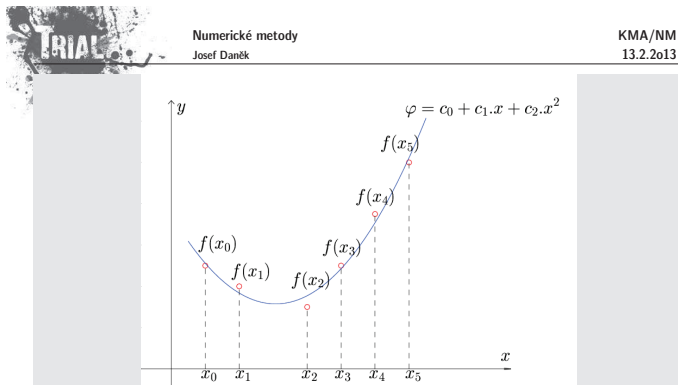 TRIAL
Numerické metody
KMA/NM
Josef Daněk
13.2.2o13
y
φ = c₀ + c₁.x + c₂.x²
f(x₅)
f(x₄)
f(x₀)
f(x₃)
f(x₁)
f(x₂)
x
x₀ x₁ x₂ x₃ x₄ x₅